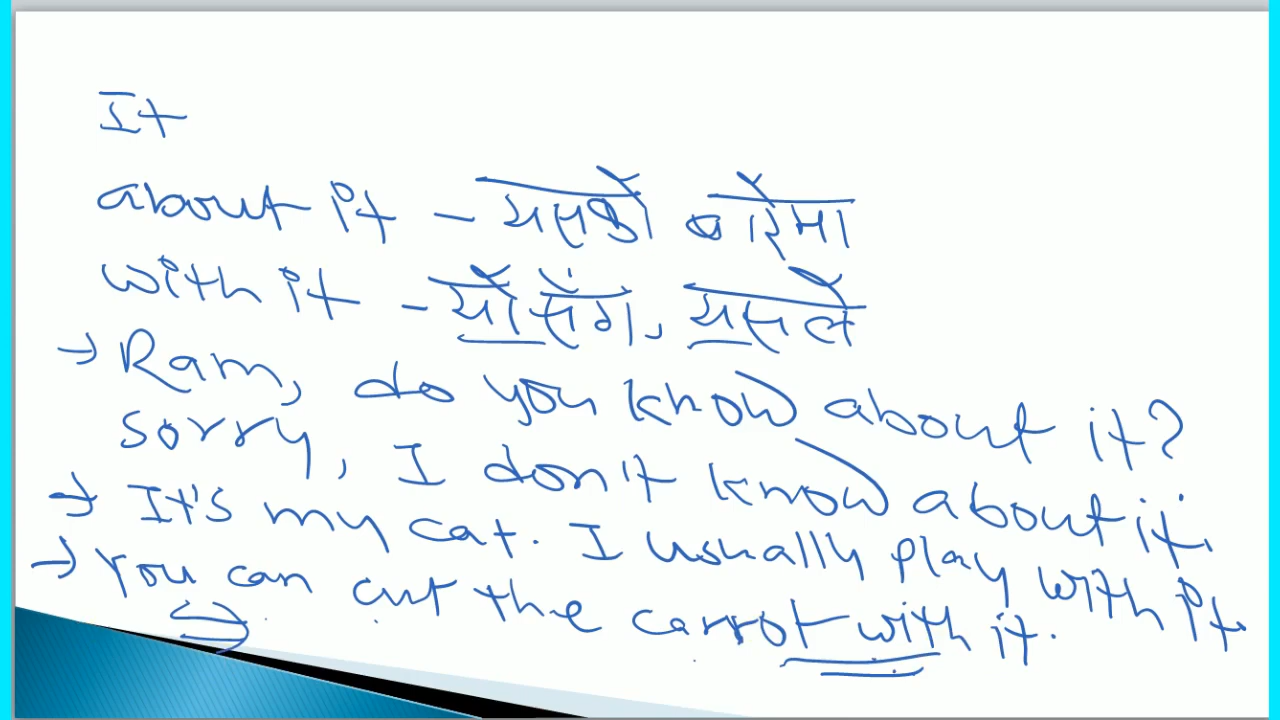 It
about it - यसको बारेमा
with it - यो सँग, यसले
→ Ram, do you know about it?
sorry, I don't know about it.
→ It's my cat. I usually play with it.
→ You can cut the carrot with it.